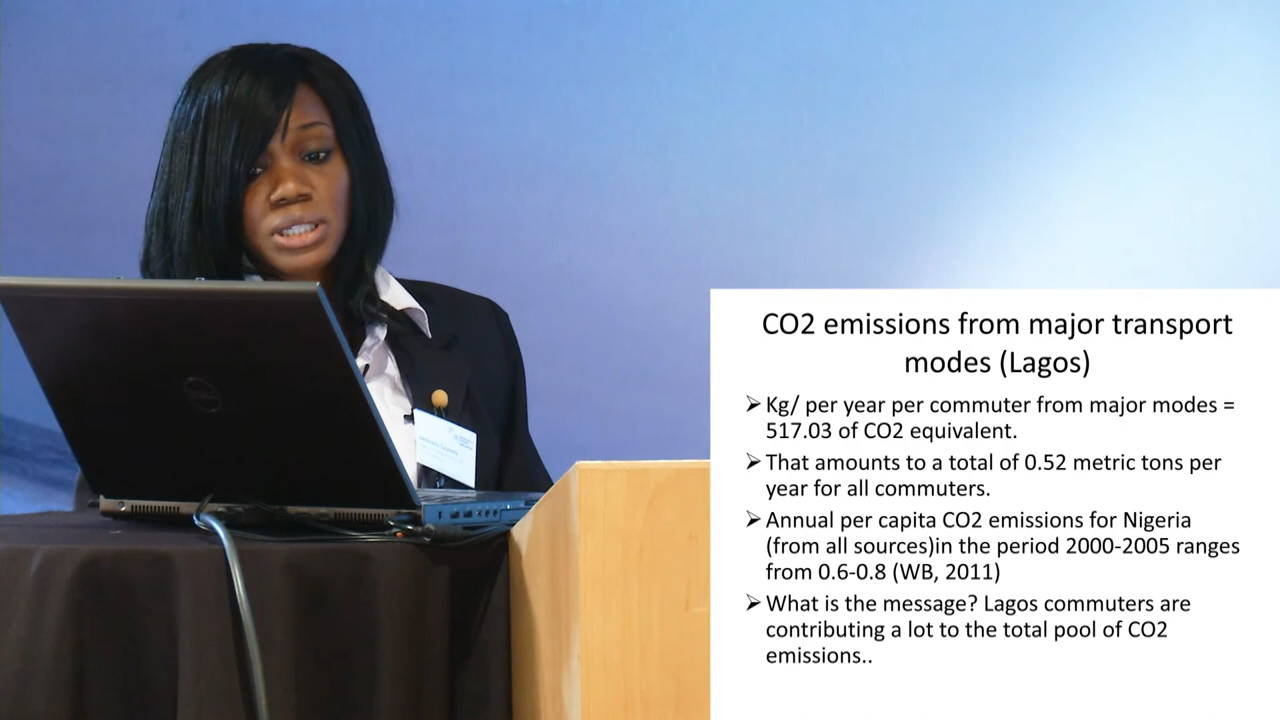 CO2 emissions from major transport
modes (Lagos)
➢ Kg/ per year per commuter from major modes =
517.03 of CO2 equivalent.
➢ That amounts to a total of 0.52 metric tons per
year for all commuters.
➢ Annual per capita CO2 emissions for Nigeria
(from all sources)in the period 2000-2005 ranges
from 0.6-0.8 (WB, 2011)
➢ What is the message? Lagos commuters are
contributing a lot to the total pool of CO2
emissions..